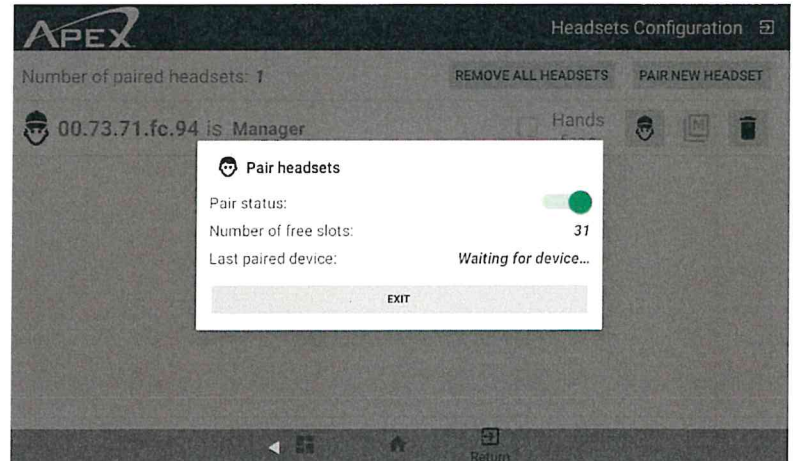 APEX
Headsets Configuration
Number of paired headsets: 1
REMOVE ALL HEADSETS PAIR NEW HEADSET
00.73.71.fc.94 is Manager
Hands
Pair headsets
Pair status:
Number of free slots: 31
Last paired device: Waiting for device...
EXIT
Return